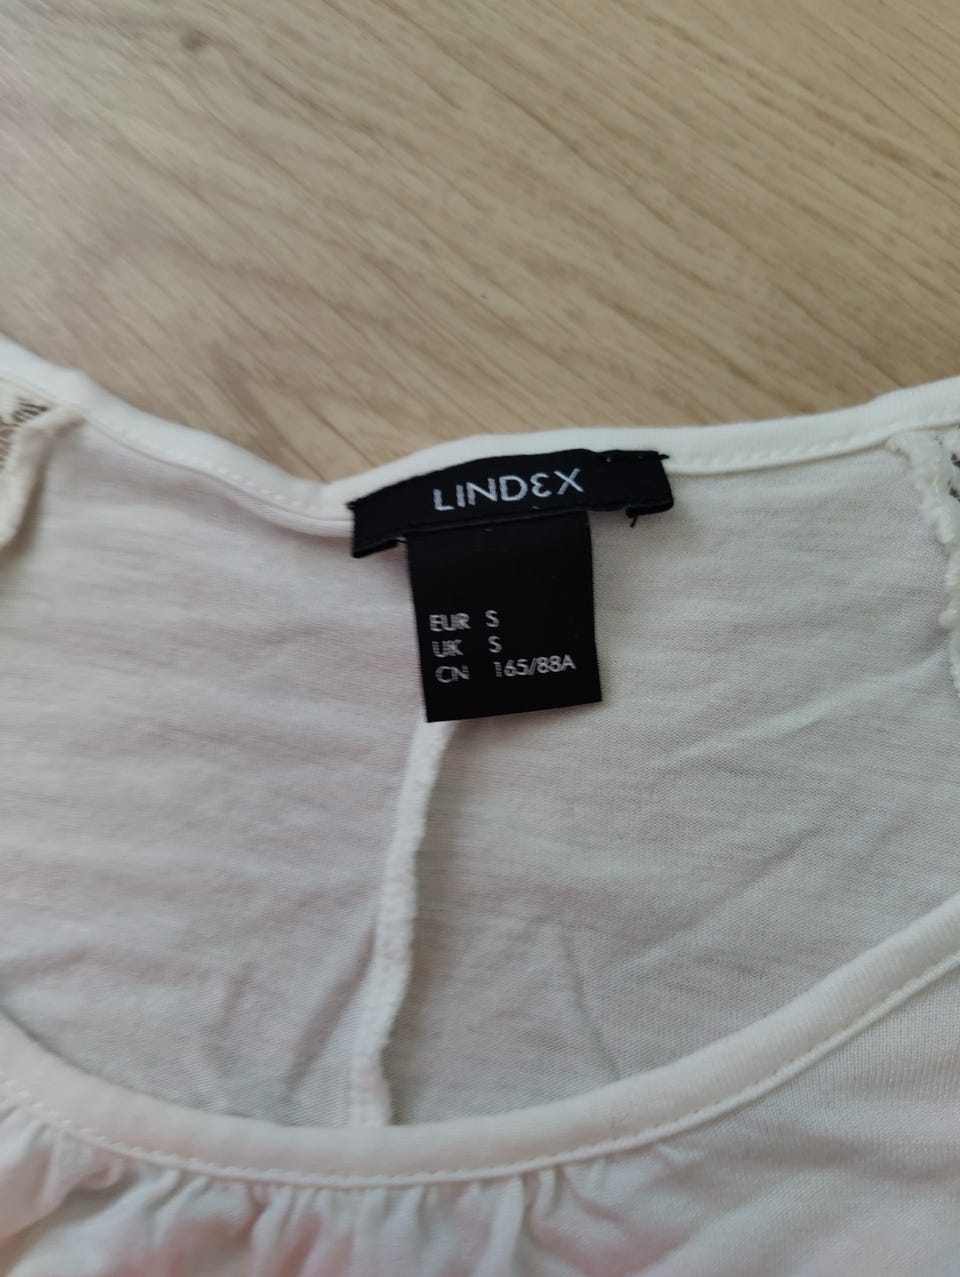 LINDEX
EUR S
UK S
CN 165/88A